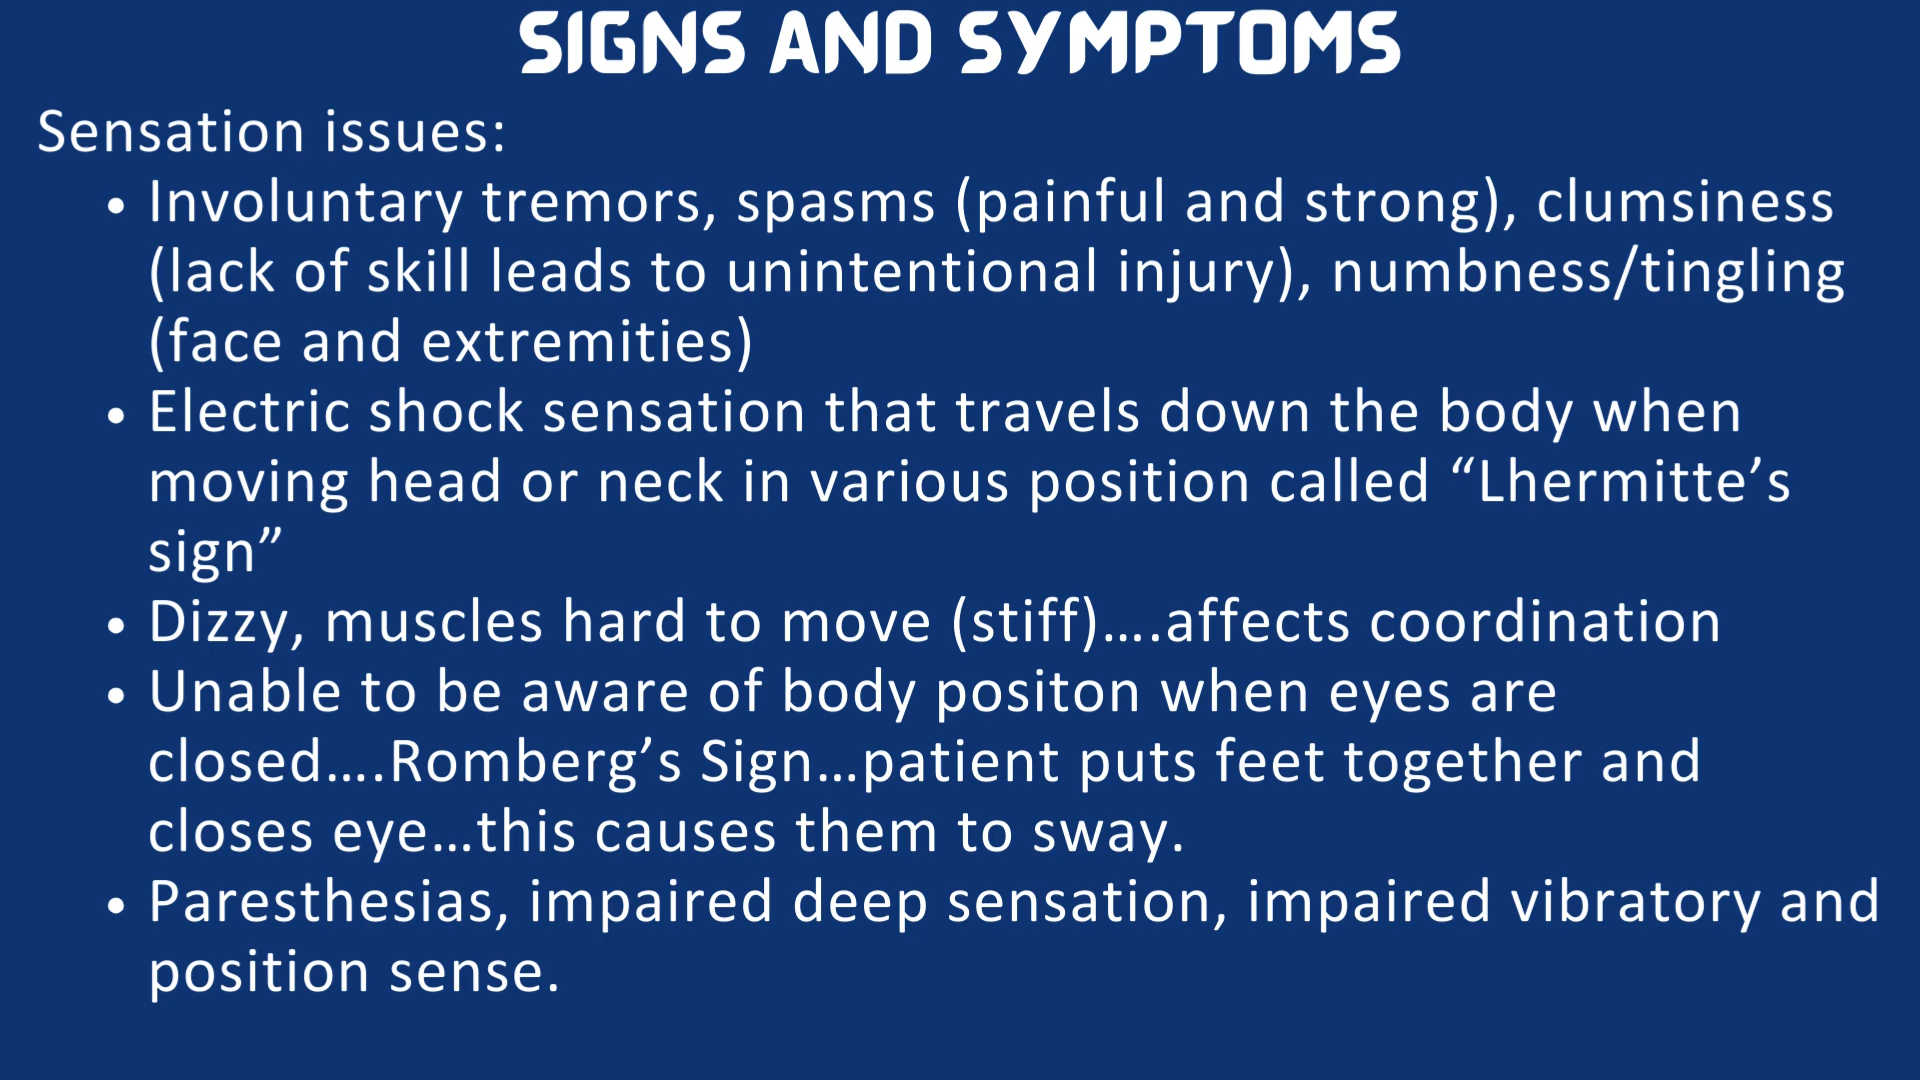 SIGNS AND SYMPTOMS
Sensation issues:
• Involuntary tremors, spasms (painful and strong), clumsiness
(lack of skill leads to unintentional injury), numbness/tingling
(face and extremities)
• Electric shock sensation that travels down the body when
moving head or neck in various position called “Lhermitte’s
sign”
• Dizzy, muscles hard to move (stiff)....affects coordination
• Unable to be aware of body positon when eyes are
closed....Romberg’s Sign...patient puts feet together and
closes eye...this causes them to sway.
• Paresthesias, impaired deep sensation, impaired vibratory and
position sense.